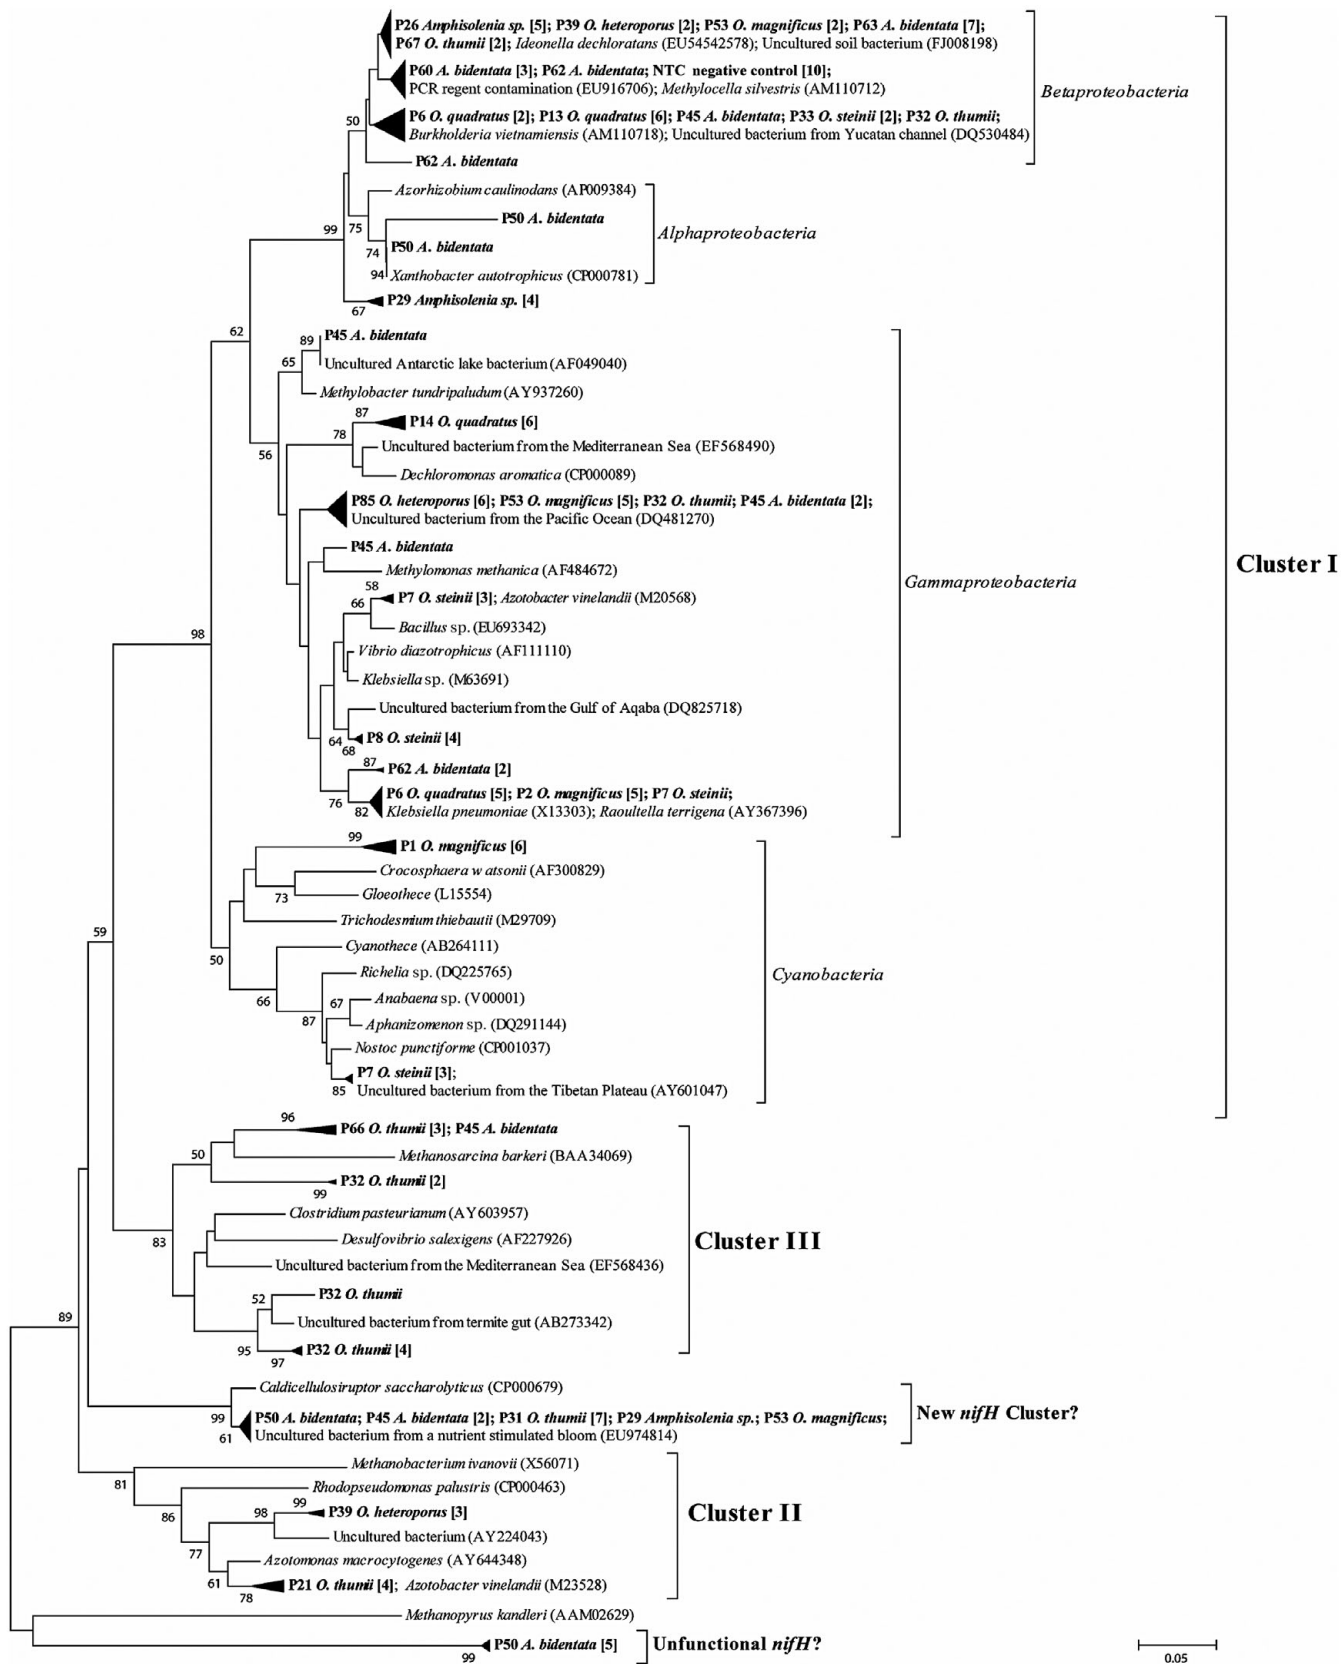 P26 Amphisolenia sp. [5]; P39 O. heteroporus [2]; P53 O. magnificus [2]; P63 A. bidentata [7];
P67 O. thumii [2]; Ideonella dechloratans (EU54542578); Uncultured soil bacterium (FJ008198)
P60 A. bidentata [3]; P62 A. bidentata; NTC negative control [10];
PCR regent contamination (EU916706); Methylocella silvestris (AM110712)
Betaproteobacteria
P6 O. quadratus [2]; P13 O. quadratus [6]; P45 A. bidentata; P33 O. steinii [2]; P32 O. thumii;
50
Burkholderia vietnamiensis (AM110718); Uncultured bacterium from Yucatan channel (DQ530484)
P62 A. bidentata
Azorhizobium caulinodans (AP009384)
P50 A. bidentata
99
75
Alphaproteobacteria
P50 A. bidentata
74
94
Xanthobacter autotrophicus (CP000781)
P29 Amphisolenia sp. [4]
67
62
P45 A. bidentata
89
65
Uncultured Antarctic lake bacterium (AF049040)
Methylobacter tundripaludum (AY937260)
87
P14 O. quadratus [6]
78
Uncultured bacterium from the Mediterranean Sea (EF568490)
56
Dechloromonas aromatica (CP000089)
P85 O. heteroporus [6]; P53 O. magnificus [5]; P32 O. thumii; P45 A. bidentata [2];
Uncultured bacterium from the Pacific Ocean (DQ481270)
P45 A. bidentata
Cluster I
Methylomonas methanica (AF484672)
Gammaproteobacteria
58
P7 O. steinii [3]; Azotobacter vinelandii (M20568)
66
Bacillus sp. (EU693342)
98
Vibrio diazotrophicus (AF111110)
Klebsiella sp. (M63691)
Uncultured bacterium from the Gulf of Aqaba (DQ825718)
P8 O. steinii [4]
64
68
87
P62 A. bidentata [2]
P6 O. quadratus [5]; P2 O. magnificus [5]; P7 O. steinii;
76
82
Klebsiella pneumoniae (X13303); Raoultella terrigena (AY367396)
99
P1 O. magnificus [6]
Crocosphaera w atsonii (AF300829)
73
Gloeothece (L15554)
Trichodesmium thiebautii (M29709)
59
Cyanothece (AB264111)
50
Richelia sp. (DQ225765)
Cyanobacteria
66
67
Anabaena sp. (V00001)
87
Aphanizomenon sp. (DQ291144)
Nostoc punctiforme (CP001037)
P7 O. steinii [3];
85
Uncultured bacterium from the Tibetan Plateau (AY601047)
96
P66 O. thumii [3]; P45 A. bidentata
50
Methanosarcina barkeri (BAA34069)
P32 O. thumii [2]
99
Clostridium pasteurianum (AY603957)
83
Desulfovibrio salexigens (AF227926)
Cluster III
Uncultured bacterium from the Mediterranean Sea (EF568436)
P32 O. thumii
52
89
Uncultured bacterium from termite gut (AB273342)
95
P32 O. thumii [4]
97
Caldicellulosiruptor saccharolyticus (CP000679)
99
P50 A. bidentata; P45 A. bidentata [2]; P31 O. thumii [7]; P29 Amphisolenia sp.; P53 O. magnificus;
New nifH Cluster?
61
Uncultured bacterium from a nutrient stimulated bloom (EU974814)
Methanobacterium ivanovii (X56071)
81
Rhodopseudomonas palustris (CP000463)
99
86
98
P39 O. heteroporus [3]
Cluster II
Uncultured bacterium (AY224043)
77
Azotomonas macrocytogenes (AY644348)
61
P21 O. thumii [4]; Azotobacter vinelandii (M23528)
78
Methanopyrus kandleri (AAM02629)
P50 A. bidentata [5]
Unfunctional nifH?
99
0.05